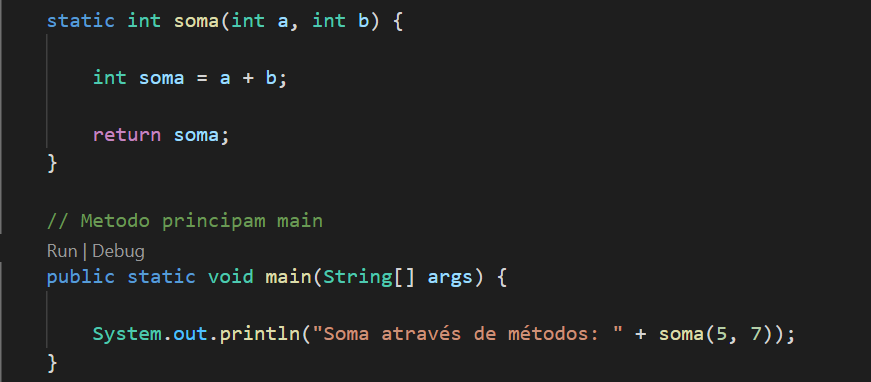 static int soma(int a, int b) {
int soma = a + b;
return soma;
}
// Metodo principam main
Run | Debug
public static void main(String[] args) {
System.out.println("Soma através de métodos: " + soma(5, 7));
}